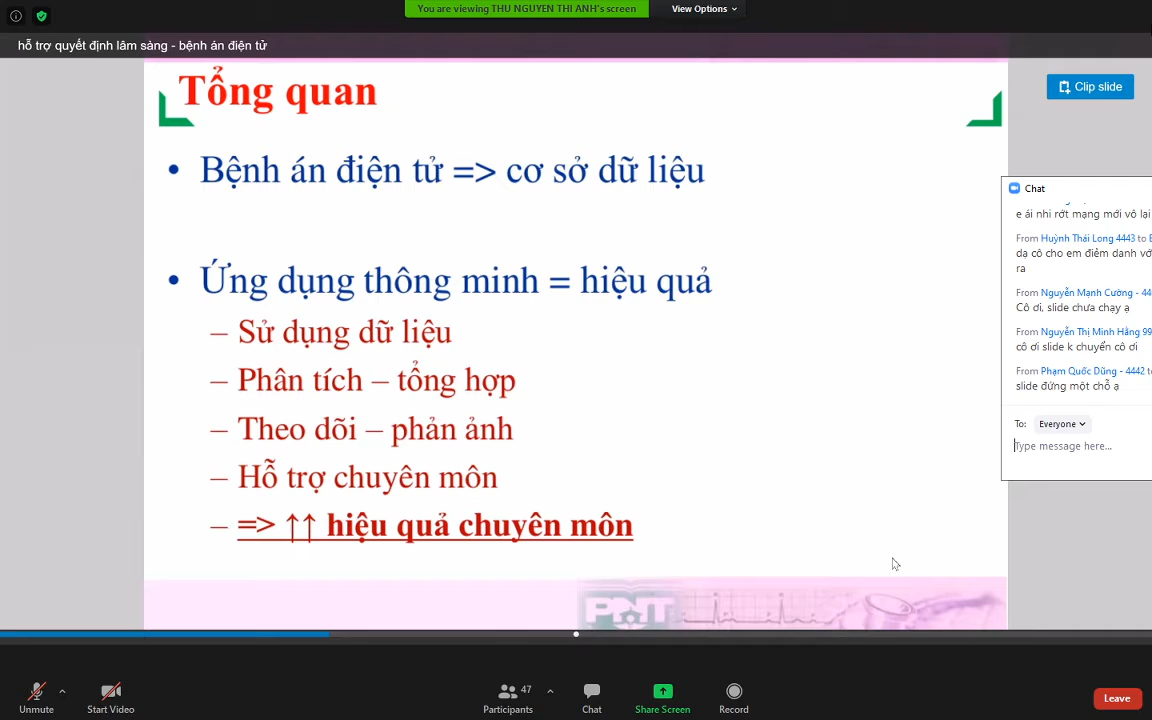 You are viewing THU NGUYEN THI ANH's screen
View Options
hỗ trợ quyết định lâm sàng - bệnh án điện tử
Tổng quan
Clip slide
• Bệnh án điện tử => cơ sở dữ liệu
• Ứng dụng thông minh = hiệu quả
– Sử dụng dữ liệu
– Phân tích – tổng hợp
– Theo dõi – phản ảnh
– Hỗ trợ chuyên môn
– => ↑↑ hiệu quả chuyên môn
PNT
Chat
e ái nhi rớt mạng mới vô lại
From Huỳnh Thái Long 4443 to
dạ cô cho em điểm danh vớ
ra
From Nguyễn Mạnh Cường - 44
Cô ơi, slide chưa chạy ạ
From Nguyễn Thị Minh Hằng 99
cô ơi slide k chuyển cô ơi
From Phạm Quốc Dũng - 4442 to
slide đứng một chỗ ạ
To: Everyone
Type message here...
Unmute
Start Video
47
Participants
Chat
Share Screen
Record
Leave